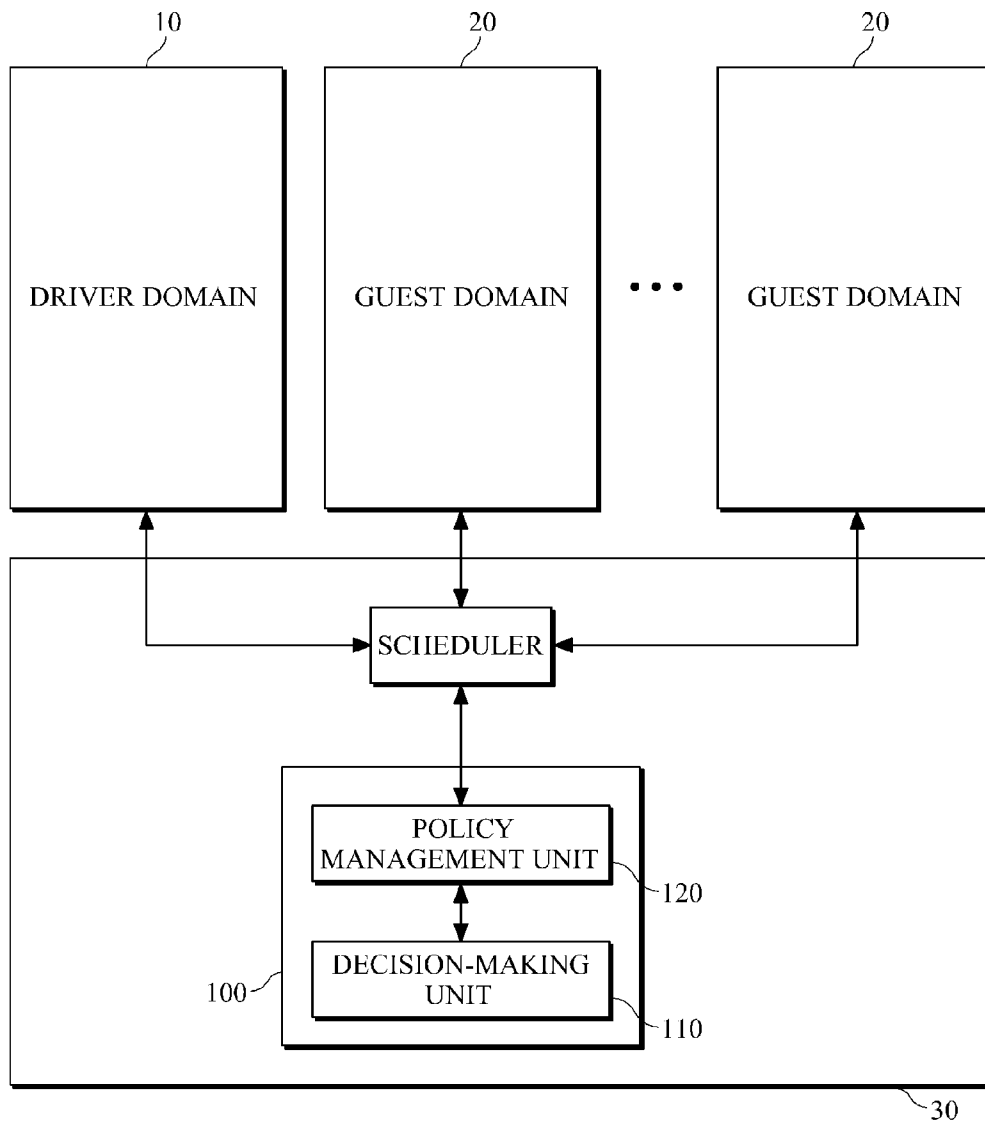 10
20
20
DRIVER DOMAIN
GUEST DOMAIN
GUEST DOMAIN
SCHEDULER
POLICY
MANAGEMENT UNIT
120
DECISION-MAKING
UNIT
100
110
30